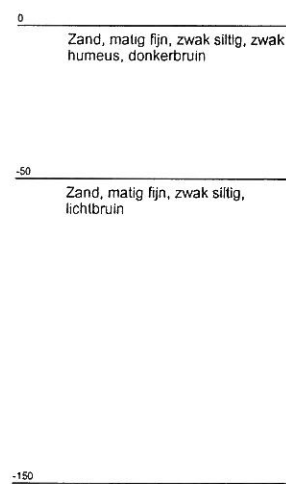 0
Zand, matig fijn, zwak siltig, zwak
humeus, donkerbruin
-50
Zand, matig fijn, zwak siltig,
lichtbruin
-150